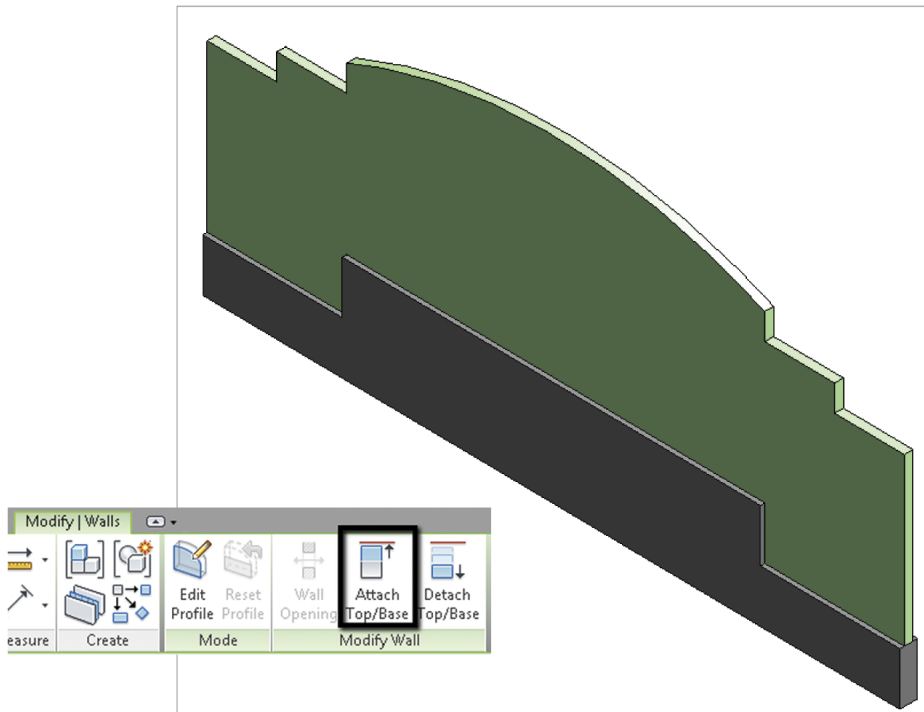 Modify | Walls
Edit
Profile
Reset
Profile
Wall
Opening
Attach
Top/Base
Detach
Top/Base
easure
Create
Mode
Modify Wall